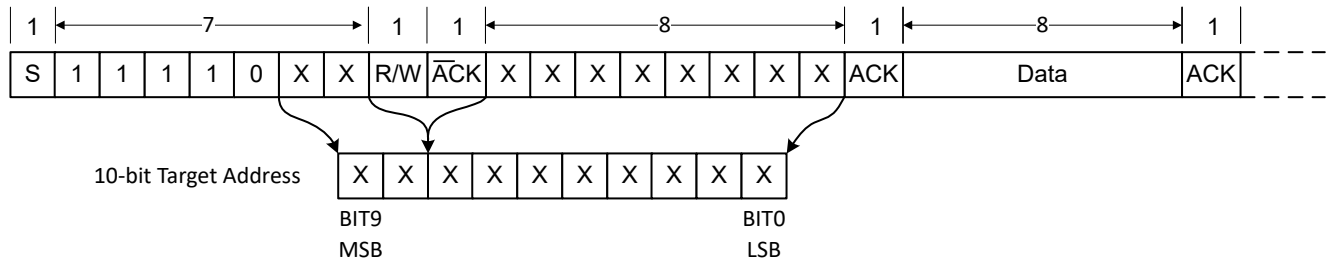 1 7 1 1 8 1 8 1
S 1 1 1 1 0 X X R/W A̅CK X X X X X X X X ACK Data ACK
10-bit Target Address X X X X X X X X X X
BIT9 BIT0
MSB LSB